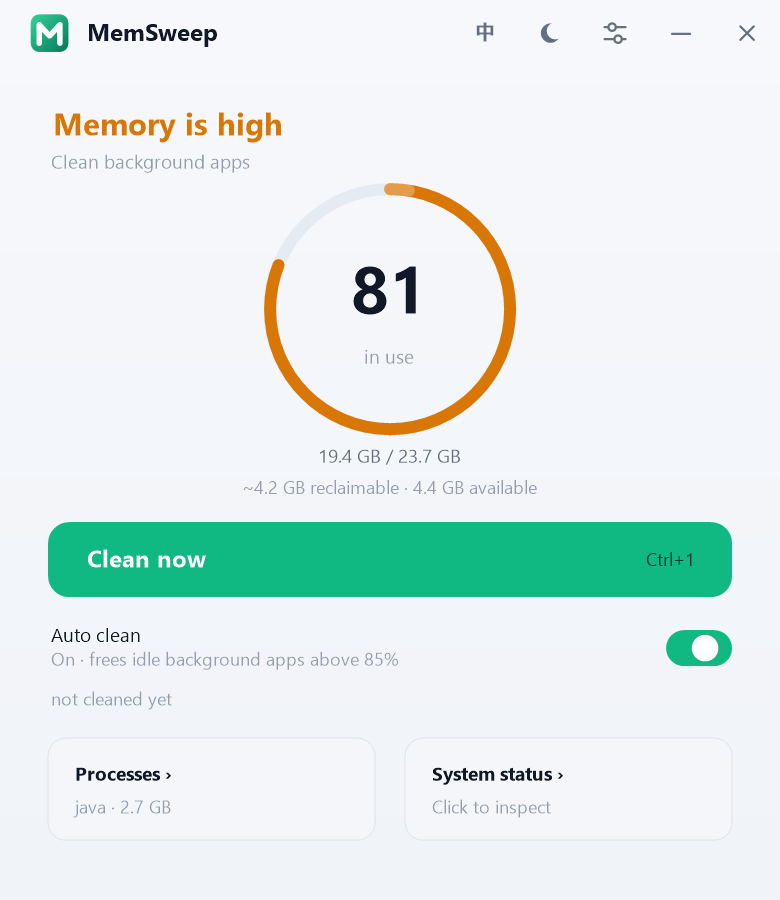 MemSweep
中
Memory is high
Clean background apps
81
in use
19.4 GB / 23.7 GB
~4.2 GB reclaimable · 4.4 GB available
Clean now
Ctrl+1
Auto clean
On · frees idle background apps above 85%
not cleaned yet
Processes ›
java · 2.7 GB
System status ›
Click to inspect